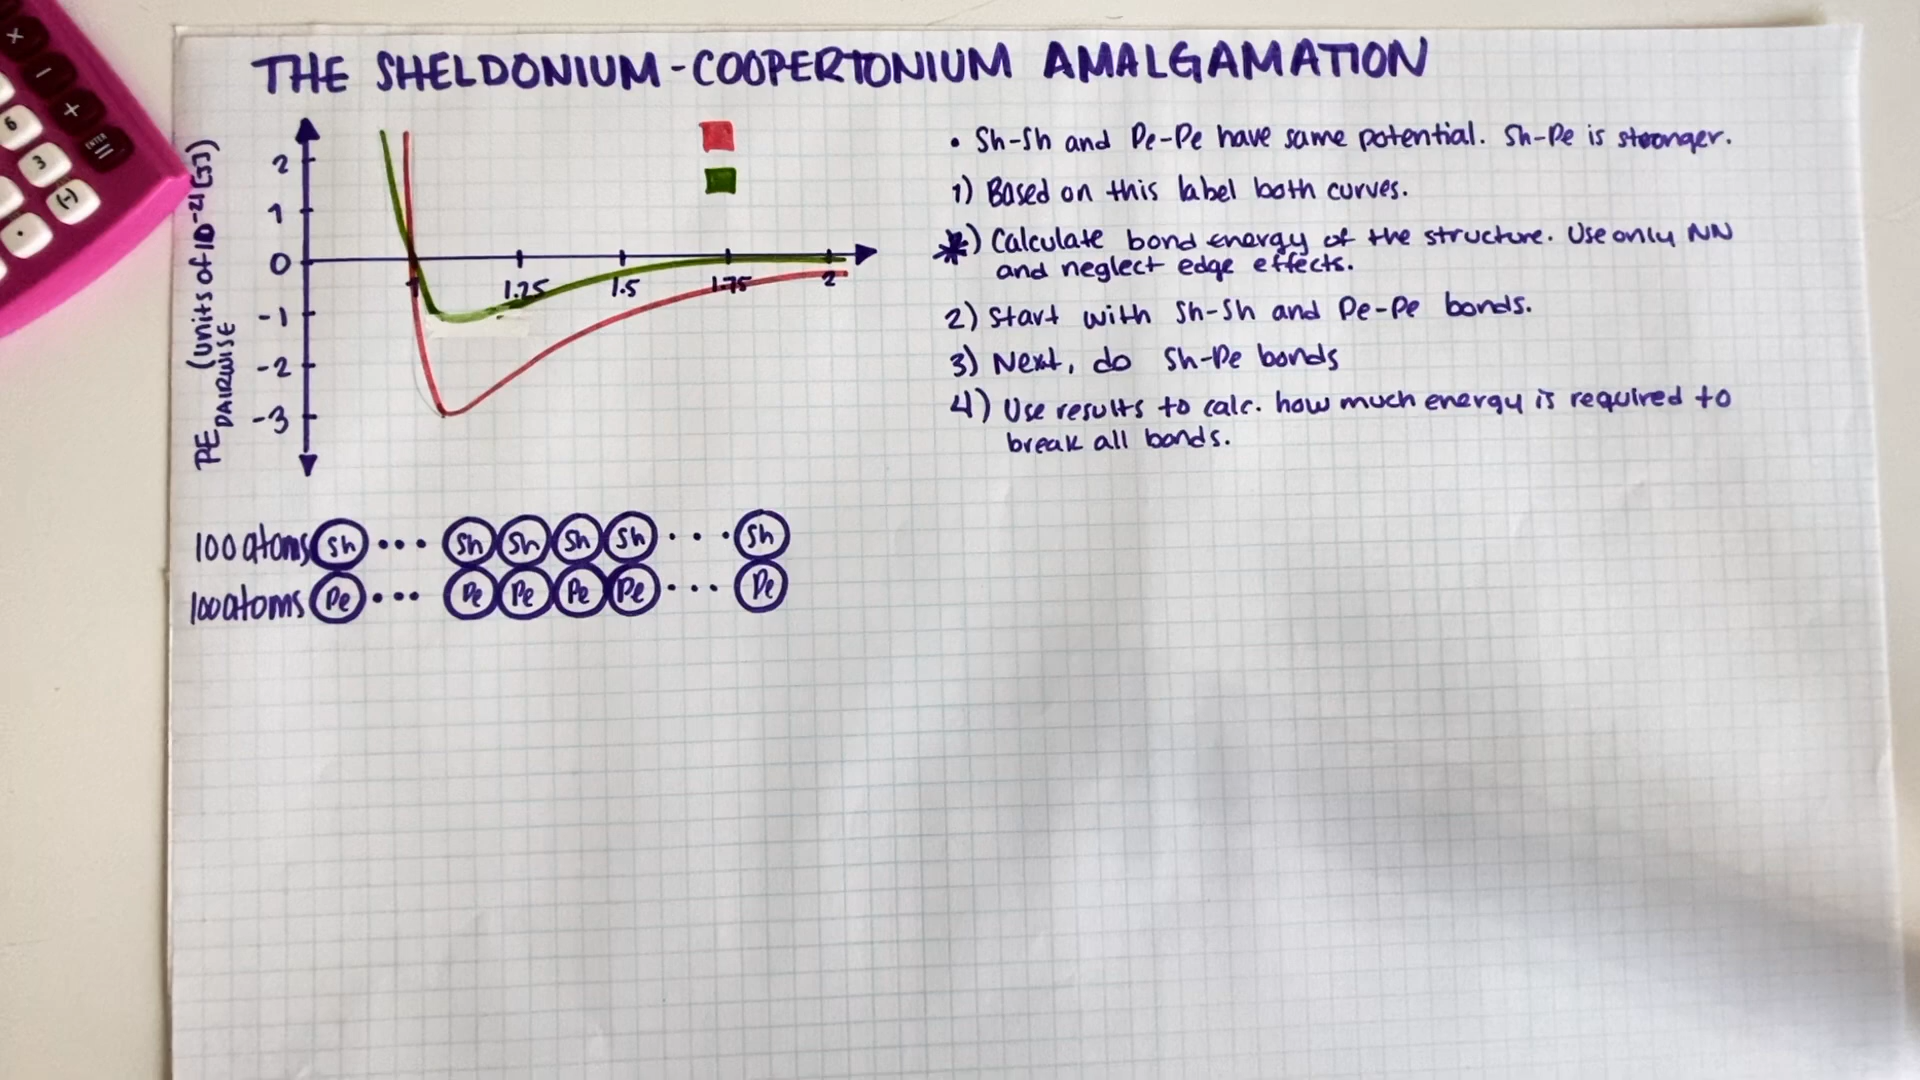 THE SHELDONIUM-COOPERTONIUM AMALGAMATION
PE PAIRWISE (units of 10^-21 [J])
2
1
0
-1
-2
-3
1
1.25
1.5
1.75
2
• Sh-Sh and Pe-Pe have same potential. Sh-Pe is stronger.
1) Based on this label both curves.
*) Calculate bond energy of the structure. Use only NN
and neglect edge effects.
2) Start with Sh-Sh and Pe-Pe bonds.
3) Next, do Sh-Pe bonds
4) Use results to calc. how much energy is required to
break all bonds.
100 atoms Sh ... Sh Sh Sh Sh ... Sh
100 atoms Pe ... Pe Pe Pe Pe ... Pe
×
-
+
6
3
ENTER =
(-)
.